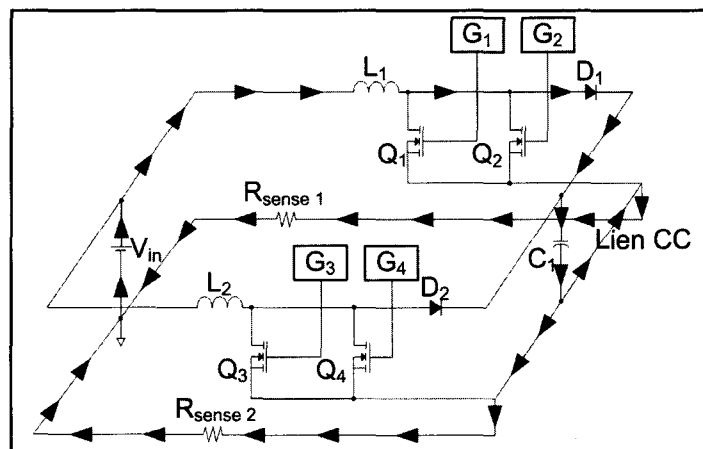 G1 G2
L1 D1
Q1 Q2
Rsense 1
Vin
C1 Lien CC
G3 G4
L2 D2
Q3 Q4
Rsense 2